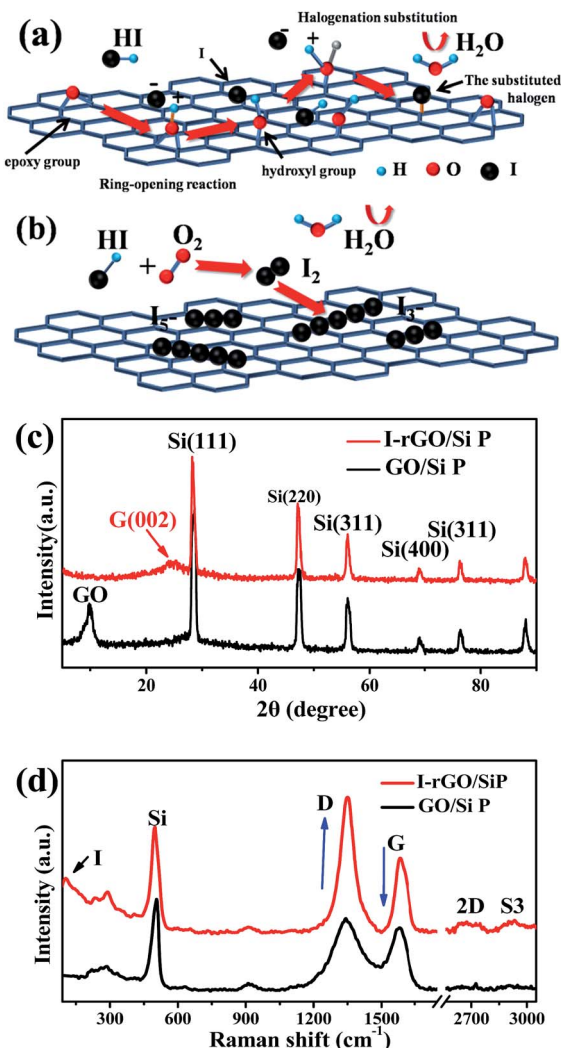 (a)
Halogenation substitution
HI
I
-
+
H₂O
-
+
The substituted
halogen
epoxy group
hydroxyl group
H O I
Ring-opening reaction
(b)
HI
+
O₂
I₂
H₂O
I₅⁻
I₃⁻
(c)
Si(111)
I-rGO/Si P
GO/Si P
G(002)
Si(220)
Si(311)
Si(311)
Si(400)
GO
Intensity(a.u.)
20 40 60 80
2θ (degree)
(d)
I-rGO/SiP
GO/Si P
D
Si
G
I
2D S3
Intensity (a.u.)
300 600 900 1200 1500 2700 3000
Raman shift (cm⁻¹)